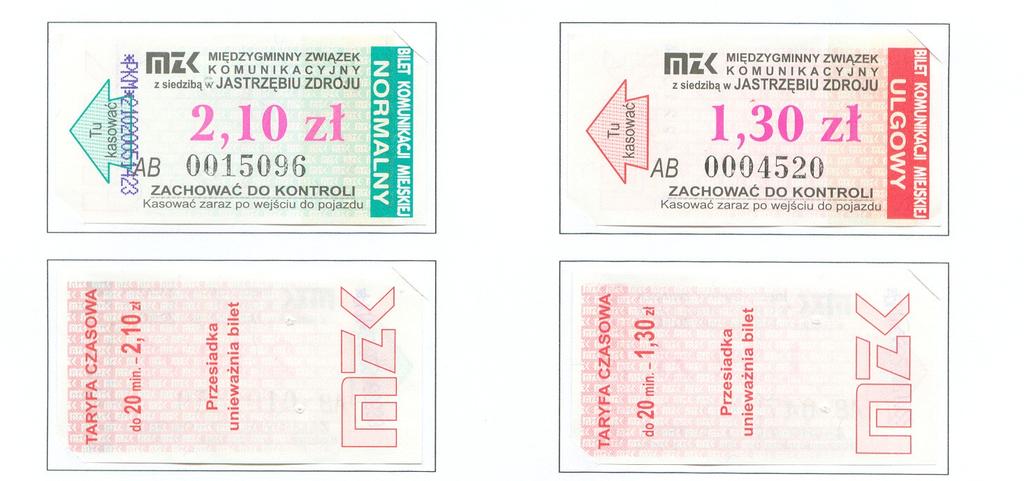 MZK MIĘDZYGMINNY ZWIĄZEK
KOMUNIKACYJNY
z siedzibą w JASTRZĘBIU ZDROJU
Tu
kasować
2,10 zł
AB 0015096
ZACHOWAĆ DO KONTROLI
Kasować zaraz po wejściu do pojazdu
BILET KOMUNIKACJI MIEJSKIEJ
NORMALNY
MZK MIĘDZYGMINNY ZWIĄZEK
KOMUNIKACYJNY
z siedzibą w JASTRZĘBIU ZDROJU
Tu
kasować
1,30 zł
AB 0004520
ZACHOWAĆ DO KONTROLI
Kasować zaraz po wejściu do pojazdu
BILET KOMUNIKACJI MIEJSKIEJ
ULGOWY
TARYFA CZASOWA
do 20 min. – 2,10 zł
Przesiadka
unieważnia bilet
MZK
TARYFA CZASOWA
do 20 min. – 1,30 zł
Przesiadka
unieważnia bilet
MZK